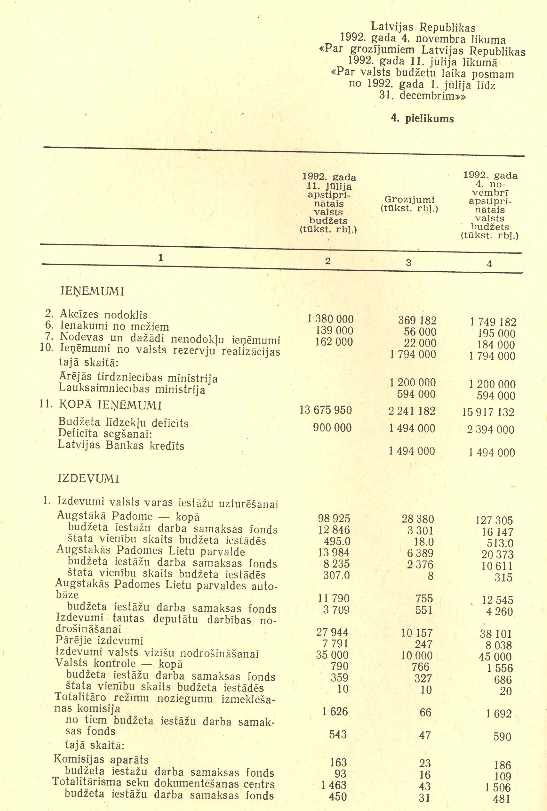 Latvijas Republikas
1992. gada 4. novembra likuma
«Par grozījumiem Latvijas Republikas
1992. gada 11. jūlija likumā
«Par valsts budžetu laika posmam
no 1992. gada 1. jūlija līdz
31. decembrim»»
4. pielikums
1992. gada 11. jūlija apstiprinātais valsts budžets (tūkst. rbļ.) Grozījumi (tūkst. rbļ.) 1992. gada 4. novembrī apstiprinātais valsts budžets (tūkst. rbļ.)
1 2 3 4
IEŅĒMUMI
2. Akcīzes nodoklis 1 380 000 369 182 1 749 182
6. Ienākumi no mežiem 139 000 56 000 195 000
7. Nodevas un dažādi nenodokļu ieņēmumi 162 000 22 000 184 000
10. Ieņēmumi no valsts rezervju realizācijas 1 794 000 1 794 000
tajā skaitā:
Ārējās tirdzniecības ministrija 1 200 000 1 200 000
Lauksaimniecības ministrija 594 000 594 000
11. KOPĀ IEŅĒMUMI 13 675 950 2 241 182 15 917 132
Budžeta līdzekļu deficīts 900 000 1 494 000 2 394 000
Deficīta segšanai:
Latvijas Bankas kredīts 1 494 000 1 494 000
IZDEVUMI
1. Izdevumi valsts varas iestāžu uzturēšanai
Augstākā Padome — kopā 98 925 28 380 127 305
budžeta iestāžu darba samaksas fonds 12 846 3 301 16 147
štata vienību skaits budžeta iestādēs 495.0 18.0 513.0
Augstākās Padomes Lietu pārvalde 13 984 6 389 20 373
budžeta iestāžu darba samaksas fonds 8 235 2 376 10 611
štata vienību skaits budžeta iestādēs 307.0 8 315
Augstākās Padomes Lietu pārvaldes auto-
bāze 11 790 755 12 545
budžeta iestāžu darba samaksas fonds 3 709 551 4 260
Izdevumi tautas deputātu darbības no-
drošināšanai 27 944 10 157 38 101
Pārējie izdevumi 7 791 247 8 038
Izdevumi valsts vizīšu nodrošināšanai 35 000 10 000 45 000
Valsts kontrole — kopā 790 766 1 556
budžeta iestāžu darba samaksas fonds 359 327 686
štata vienību skaits budžeta iestādēs 10 10 20
Totalitāro režīmu noziegumu izmeklēša-
nas komisija 1 626 66 1 692
no tiem budžeta iestāžu darba samak-
sas fonds 543 47 590
tajā skaitā:
Komisijas aparāts 163 23 186
budžeta iestāžu darba samaksas fonds 93 16 109
Totalitārisma seku dokumentēšanas centrs 1 463 43 1 506
budžeta iestāžu darba samaksas fonds 450 31 481